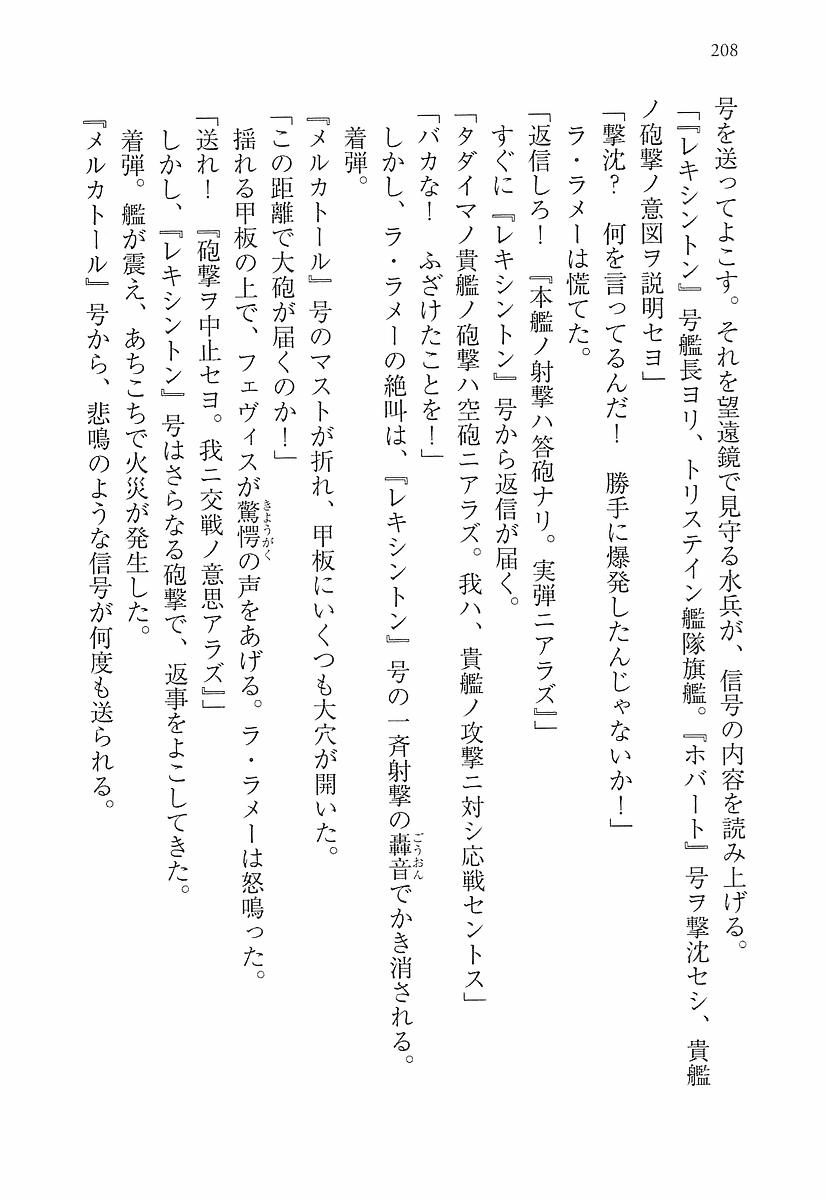 208
号を送ってよこす。それを望遠鏡で見守る水兵が、信号の内容を読み上げる。
「『レキシントン』号艦長ヨリ、トリステイン艦隊旗艦。『ホバート』号ヲ撃沈セシ、貴艦
ノ砲撃ノ意図ヲ説明セヨ」
「撃沈？　何を言ってるんだ！　勝手に爆発したんじゃないか！」
ラ・ラメーは慌てた。
「返信しろ！　『本艦ノ射撃ハ答砲ナリ。実弾ニアラズ』」
すぐに『レキシントン』号から返信が届く。
「タダイマノ貴艦ノ砲撃ハ空砲ニアラズ。我ハ、貴艦ノ攻撃ニ対シ応戦セントス」
「バカな！　ふざけたことを！」
しかし、ラ・ラメーの絶叫は、『レキシントン』号の一斉射撃の轟音でかき消される。
ごうおん
着弾。
『メルカトール』号のマストが折れ、甲板にいくつも大穴が開いた。
「この距離で大砲が届くのか！」
揺れる甲板の上で、フェヴィスが驚愕の声をあげる。ラ・ラメーは怒鳴った。
きようがく
「送れ！　『砲撃ヲ中止セヨ。我ニ交戦ノ意思アラズ』」
しかし、『レキシントン』号はさらなる砲撃で、返事をよこしてきた。
着弾。艦が震え、あちこちで火災が発生した。
『メルカトール』号から、悲鳴のような信号が何度も送られる。